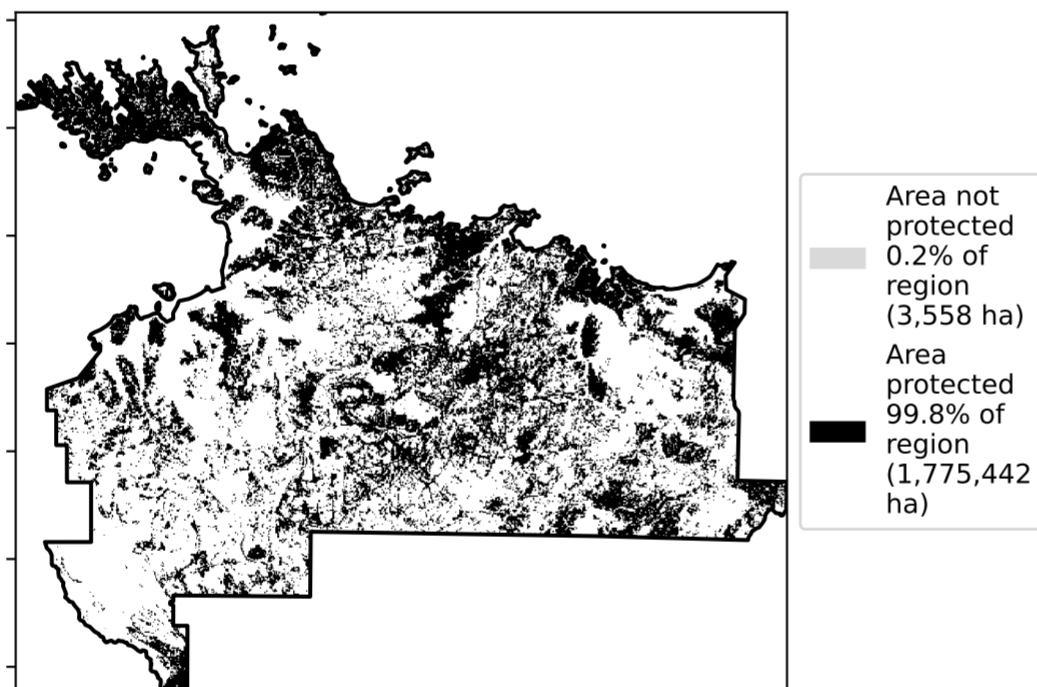 Area not
protected
0.2% of
region
(3,558 ha)
Area
protected
99.8% of
region
(1,775,442
ha)